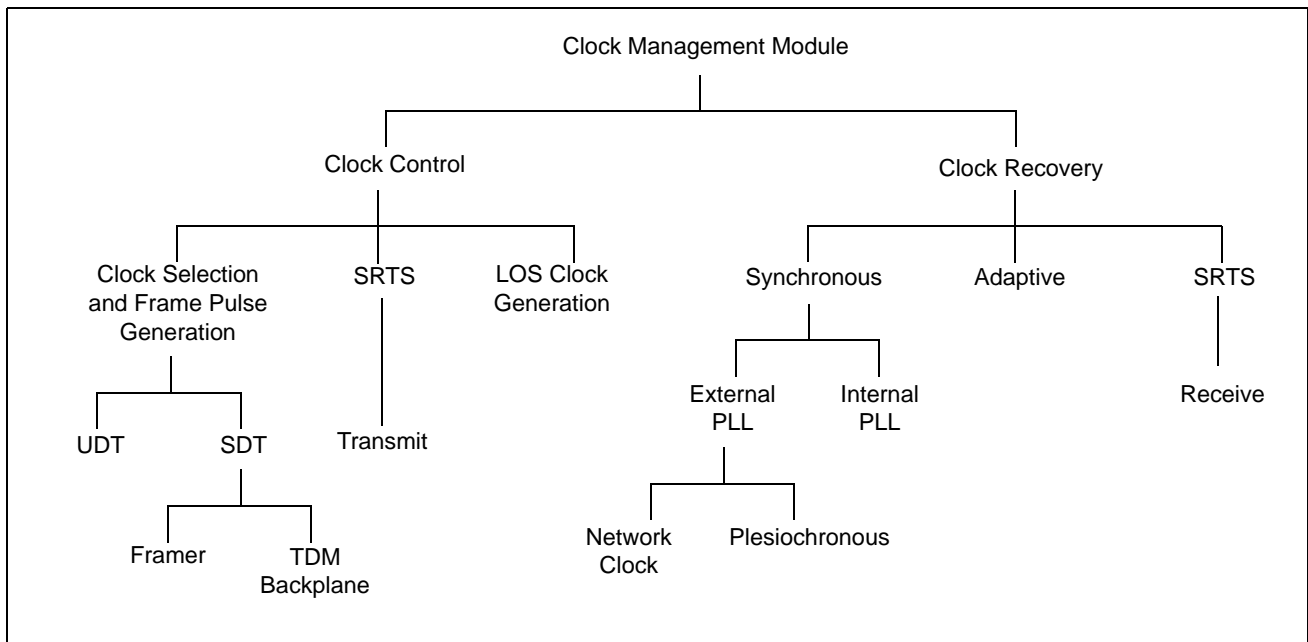 Clock Management Module
Clock Control
Clock Recovery
Clock Selection
and Frame Pulse
Generation
SRTS
LOS Clock
Generation
Synchronous
Adaptive
SRTS
External
PLL
Internal
PLL
Receive
UDT
SDT
Transmit
Network
Clock
Plesiochronous
Framer
TDM
Backplane